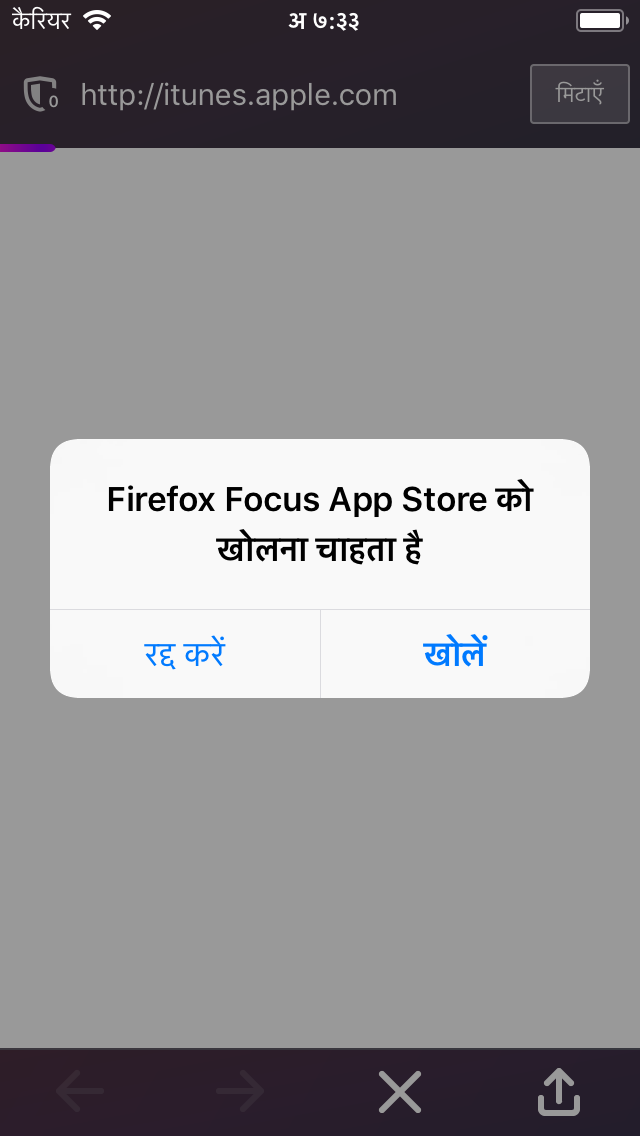 कैरियर
अ ७:३३
0
http://itunes.apple.com
मिटाएँ
Firefox Focus App Store को
खोलना चाहता है
रद्द करें
खोलें